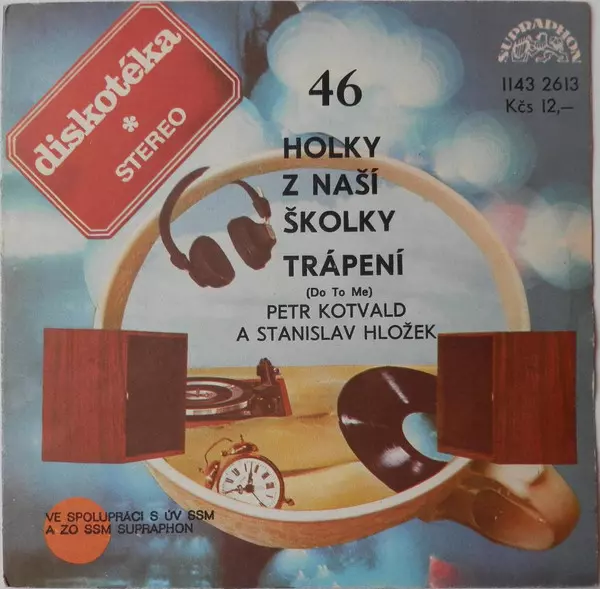 diskotéka
*
STEREO
SUPRAPHON
1143 2613
Kčs 12,—
46
HOLKY
Z NAŠÍ
ŠKOLKY
TRÁPENÍ
(Do To Me)
PETR KOTVALD
A STANISLAV HLOŽEK
VE SPOLUPRÁCI S ÚV SSM
A ZO SSM SUPRAPHON